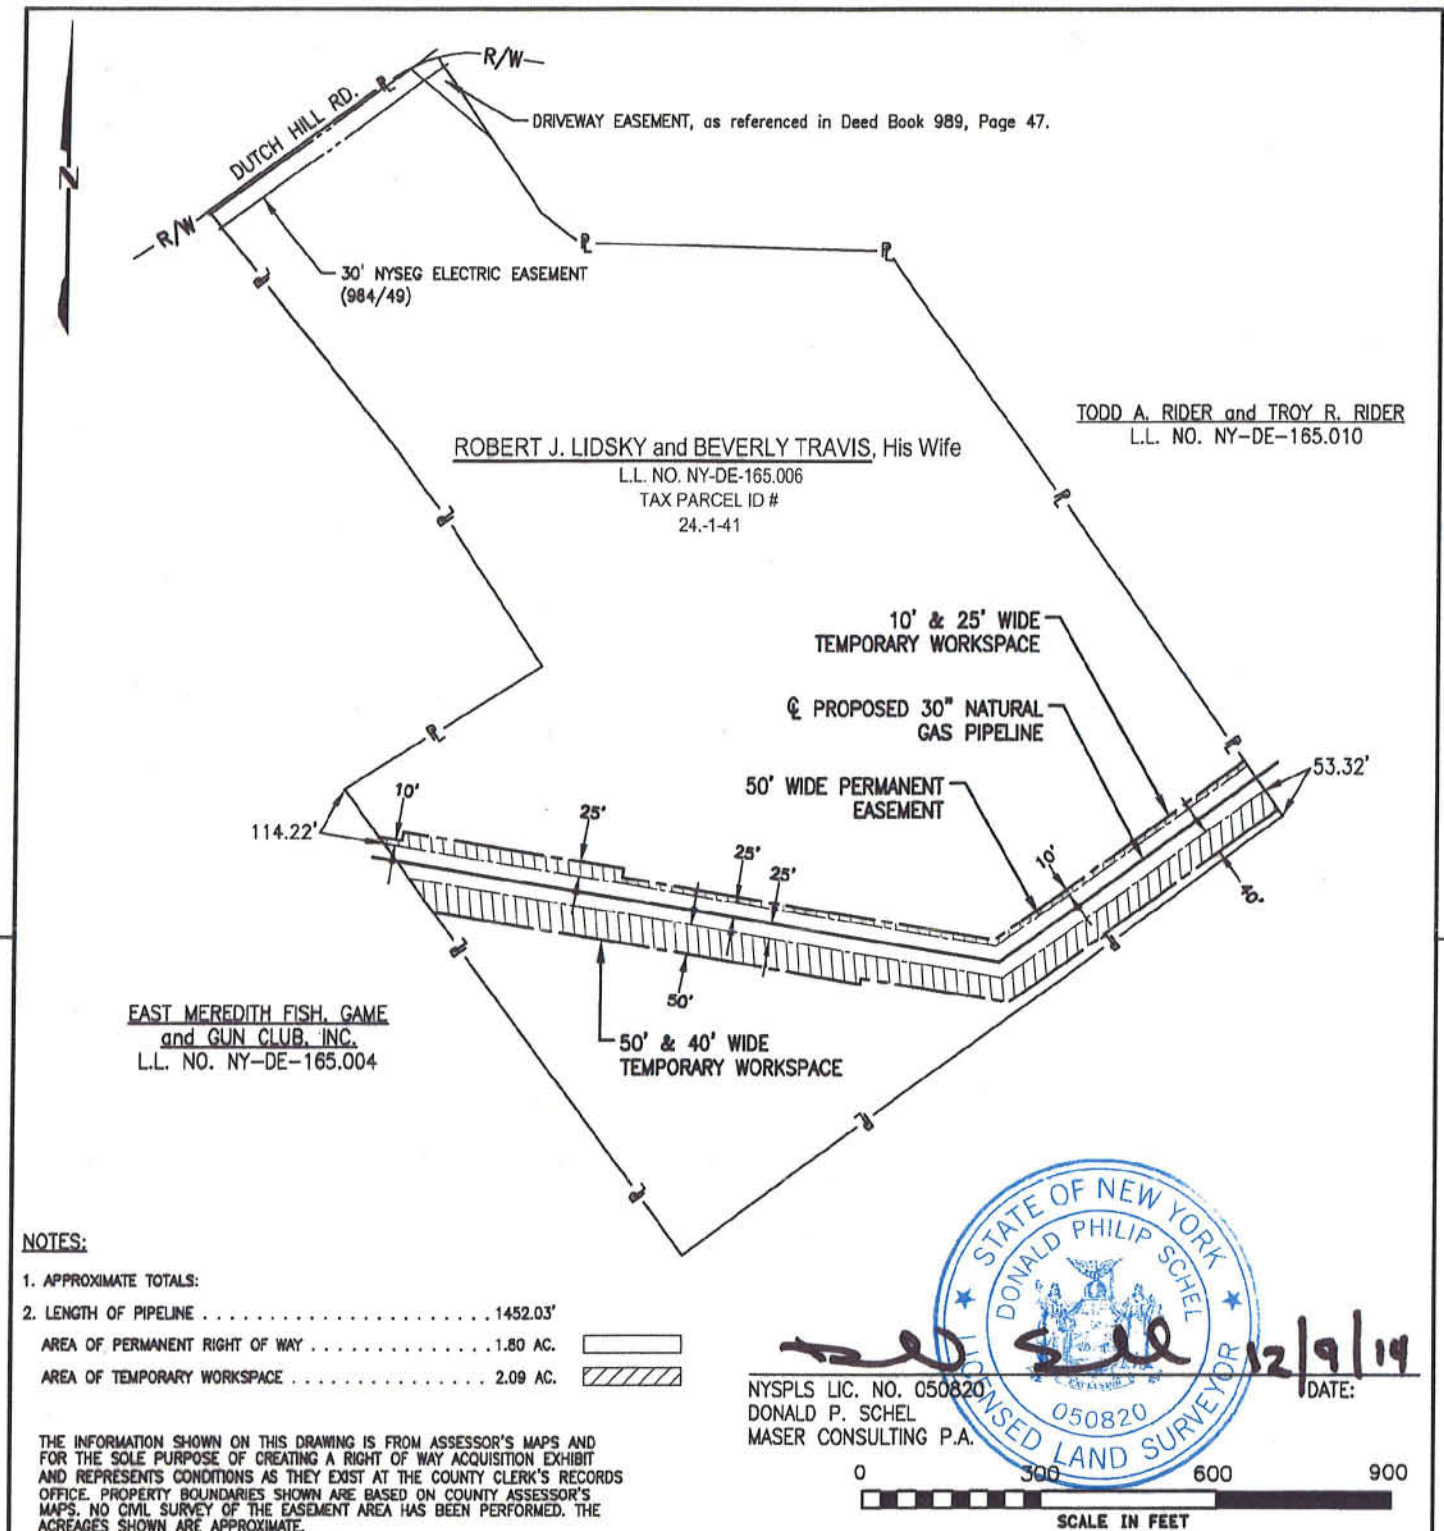 R/W
DUTCH HILL RD.
DRIVEWAY EASEMENT, as referenced in Deed Book 989, Page 47.
N
R/W
30' NYSEG ELECTRIC EASEMENT
(984/49)
TODD A. RIDER and TROY R. RIDER
L.L. NO. NY-DE-165.010
ROBERT J. LIDSKY and BEVERLY TRAVIS, His Wife
L.L. NO. NY-DE-165.006
TAX PARCEL ID #
24.-1-41
10' & 25' WIDE
TEMPORARY WORKSPACE
℄ PROPOSED 30" NATURAL
GAS PIPELINE
50' WIDE PERMANENT
EASEMENT
53.32'
114.22'
10'
25'
25'
25'
10'
40'
50'
50' & 40' WIDE
TEMPORARY WORKSPACE
EAST MEREDITH FISH, GAME
and GUN CLUB, INC.
L.L. NO. NY-DE-165.004
NOTES:
1. APPROXIMATE TOTALS:
2. LENGTH OF PIPELINE . . . . . . . . . . . . . . . . . . . . . . . 1452.03'
AREA OF PERMANENT RIGHT OF WAY . . . . . . . . . . . . . . 1.80 AC.
AREA OF TEMPORARY WORKSPACE . . . . . . . . . . . . . . . 2.09 AC.
THE INFORMATION SHOWN ON THIS DRAWING IS FROM ASSESSOR'S MAPS AND
FOR THE SOLE PURPOSE OF CREATING A RIGHT OF WAY ACQUISITION EXHIBIT
AND REPRESENTS CONDITIONS AS THEY EXIST AT THE COUNTY CLERK'S RECORDS
OFFICE. PROPERTY BOUNDARIES SHOWN ARE BASED ON COUNTY ASSESSOR'S
MAPS. NO CIVIL SURVEY OF THE EASEMENT AREA HAS BEEN PERFORMED. THE
ACREAGES SHOWN ARE APPROXIMATE.
STATE OF NEW YORK
DONALD PHILIP SCHEL
050820
LICENSED LAND SURVEYOR
12/9/14
NYSPLS LIC. NO. 050820
DATE:
DONALD P. SCHEL
MASER CONSULTING P.A.
0 300 600 900
SCALE IN FEET